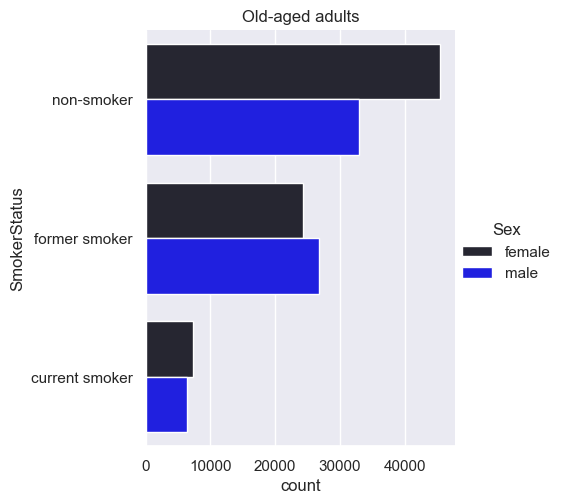 Old-aged adults
SmokerStatus
non-smoker
former smoker
current smoker
0 10000 20000 30000 40000
count
Sex
female
male